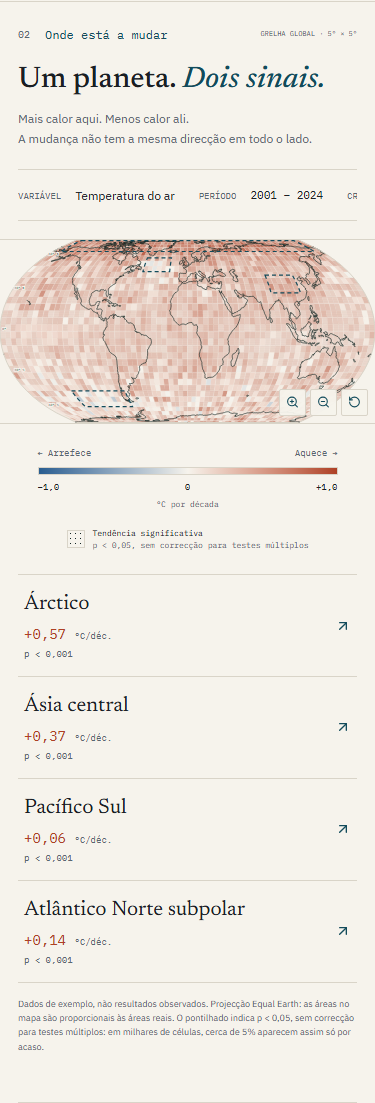 02 Onde está a mudar
GRELHA GLOBAL · 5° × 5°
Um planeta. Dois sinais.
Mais calor aqui. Menos calor ali.
A mudança não tem a mesma direcção em todo o lado.
VARIÁVEL Temperatura do ar PERÍODO 2001 – 2024 CR
← Arrefece
Aquece →
−1,0 0 +1,0
°C por década
Tendência significativa
p < 0,05, sem correcção para testes múltiplos
Árctico
+0,57 °C/déc.
p < 0,001
Ásia central
+0,37 °C/déc.
p < 0,001
Pacífico Sul
+0,06 °C/déc.
p < 0,001
Atlântico Norte subpolar
+0,14 °C/déc.
p < 0,001
Dados de exemplo, não resultados observados. Projecção Equal Earth: as áreas no
mapa são proporcionais às áreas reais. O pontilhado indica p < 0,05, sem correcção
para testes múltiplos: em milhares de células, cerca de 5% aparecem assim só por
acaso.